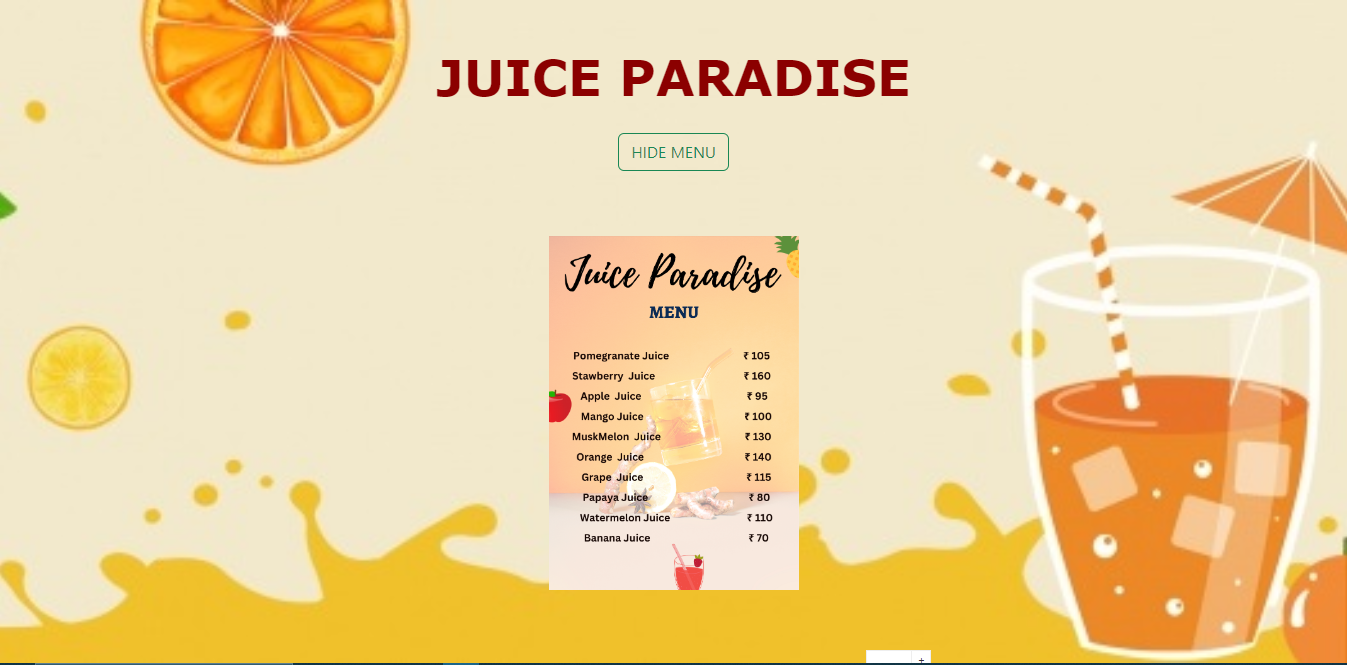 JUICE PARADISE
HIDE MENU
Juice Paradise
MENU
Pomegranate Juice ₹ 105
Stawberry Juice ₹ 160
Apple Juice ₹ 95
Mango Juice ₹ 100
MuskMelon Juice ₹ 130
Orange Juice ₹ 140
Grape Juice ₹ 115
Papaya Juice ₹ 80
Watermelon Juice ₹ 110
Banana Juice ₹ 70
+